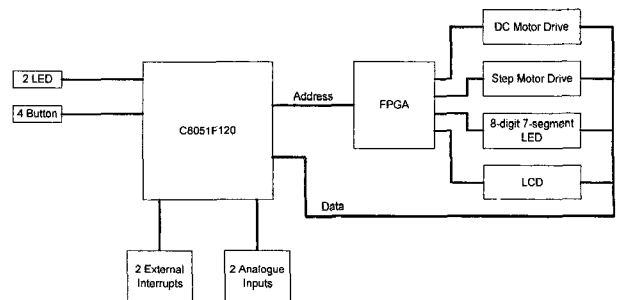 DC Motor Drive
2 LED
4 Button
C8051F120
Address
FPGA
Step Motor Drive
8-digit 7-segment
LED
LCD
Data
2 External
Interrupts
2 Analogue
Inputs